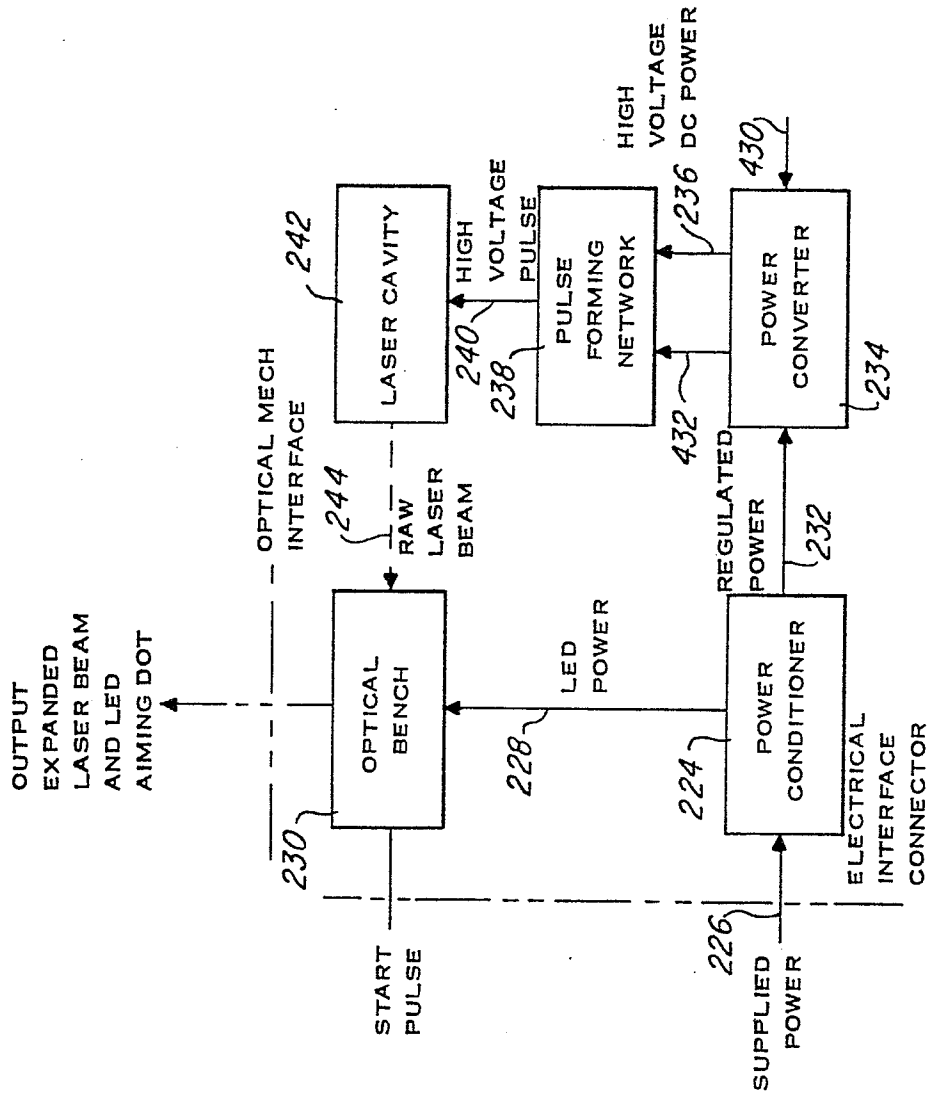 OUTPUT
EXPANDED
LASER BEAM
AND LED
AIMING DOT
OPTICAL MECH
INTERFACE
START
PULSE
230
OPTICAL
BENCH
244
RAW
LASER
BEAM
242
LASER CAVITY
LED
POWER
228
HIGH
VOLTAGE
PULSE
240
238
PULSE
FORMING
NETWORK
HIGH
VOLTAGE
DC POWER
236
432
SUPPLIED
POWER
226
224
POWER
CONDITIONER
ELECTRICAL
INTERFACE
CONNECTOR
REGULATED
POWER
232
POWER
CONVERTER
234
430